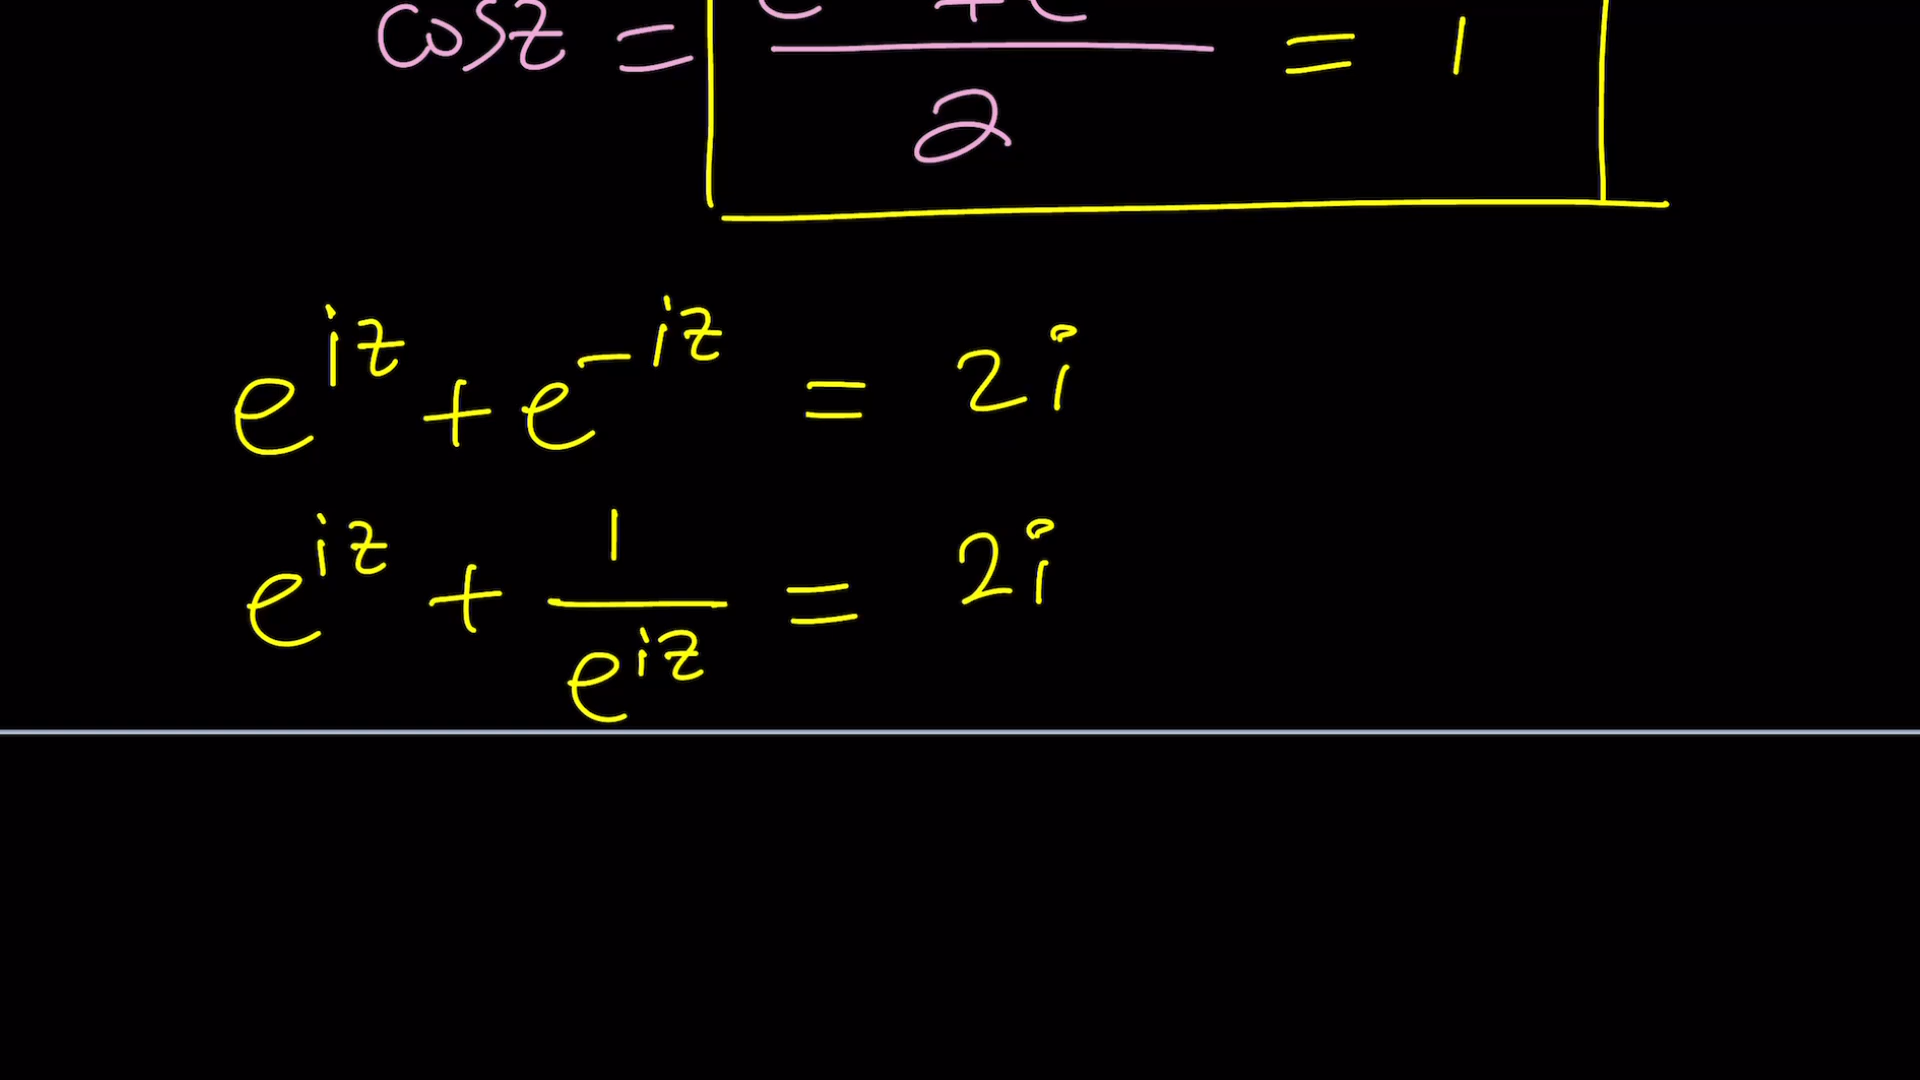 cos z = e + e / 2 = 1
e^{iz} + e^{-iz} = 2i
e^{iz} + 1 / e^{iz} = 2i